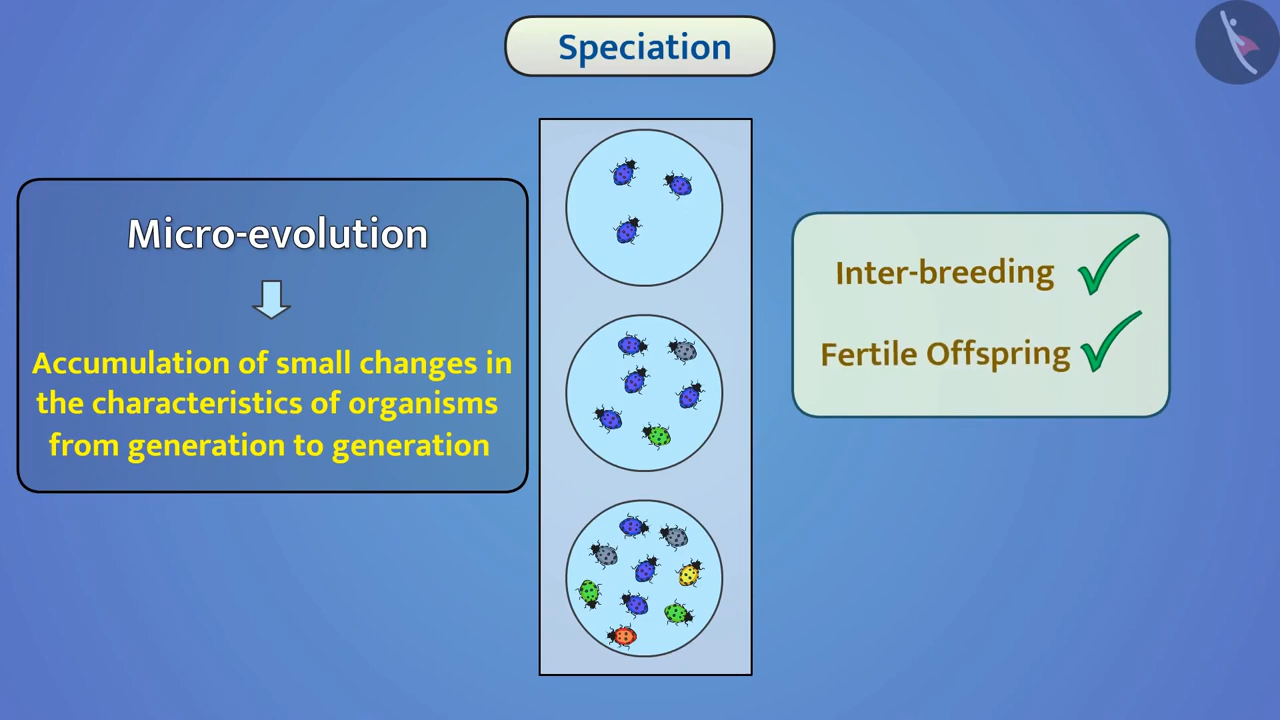 Speciation
Micro-evolution
Accumulation of small changes in
the characteristics of organisms
from generation to generation
Inter-breeding
Fertile Offspring